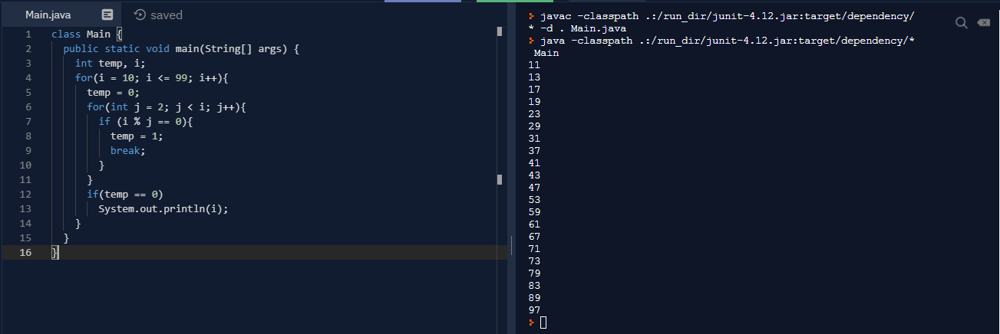 Main.java
saved
1 class Main {
2 public static void main(String[] args) {
3 int temp, i;
4 for(i = 10; i <= 99; i++){
5 temp = 0;
6 for(int j = 2; j < i; j++){
7 if (i % j == 0){
8 temp = 1;
9 break;
10 }
11 }
12 if(temp == 0)
13 System.out.println(i);
14 }
15 }
16 }
> javac -classpath .:/run_dir/junit-4.12.jar:target/dependency/
* -d . Main.java
> java -classpath .:/run_dir/junit-4.12.jar:target/dependency/*
Main
11
13
17
19
23
29
31
37
41
43
47
53
59
61
67
71
73
79
83
89
97
>